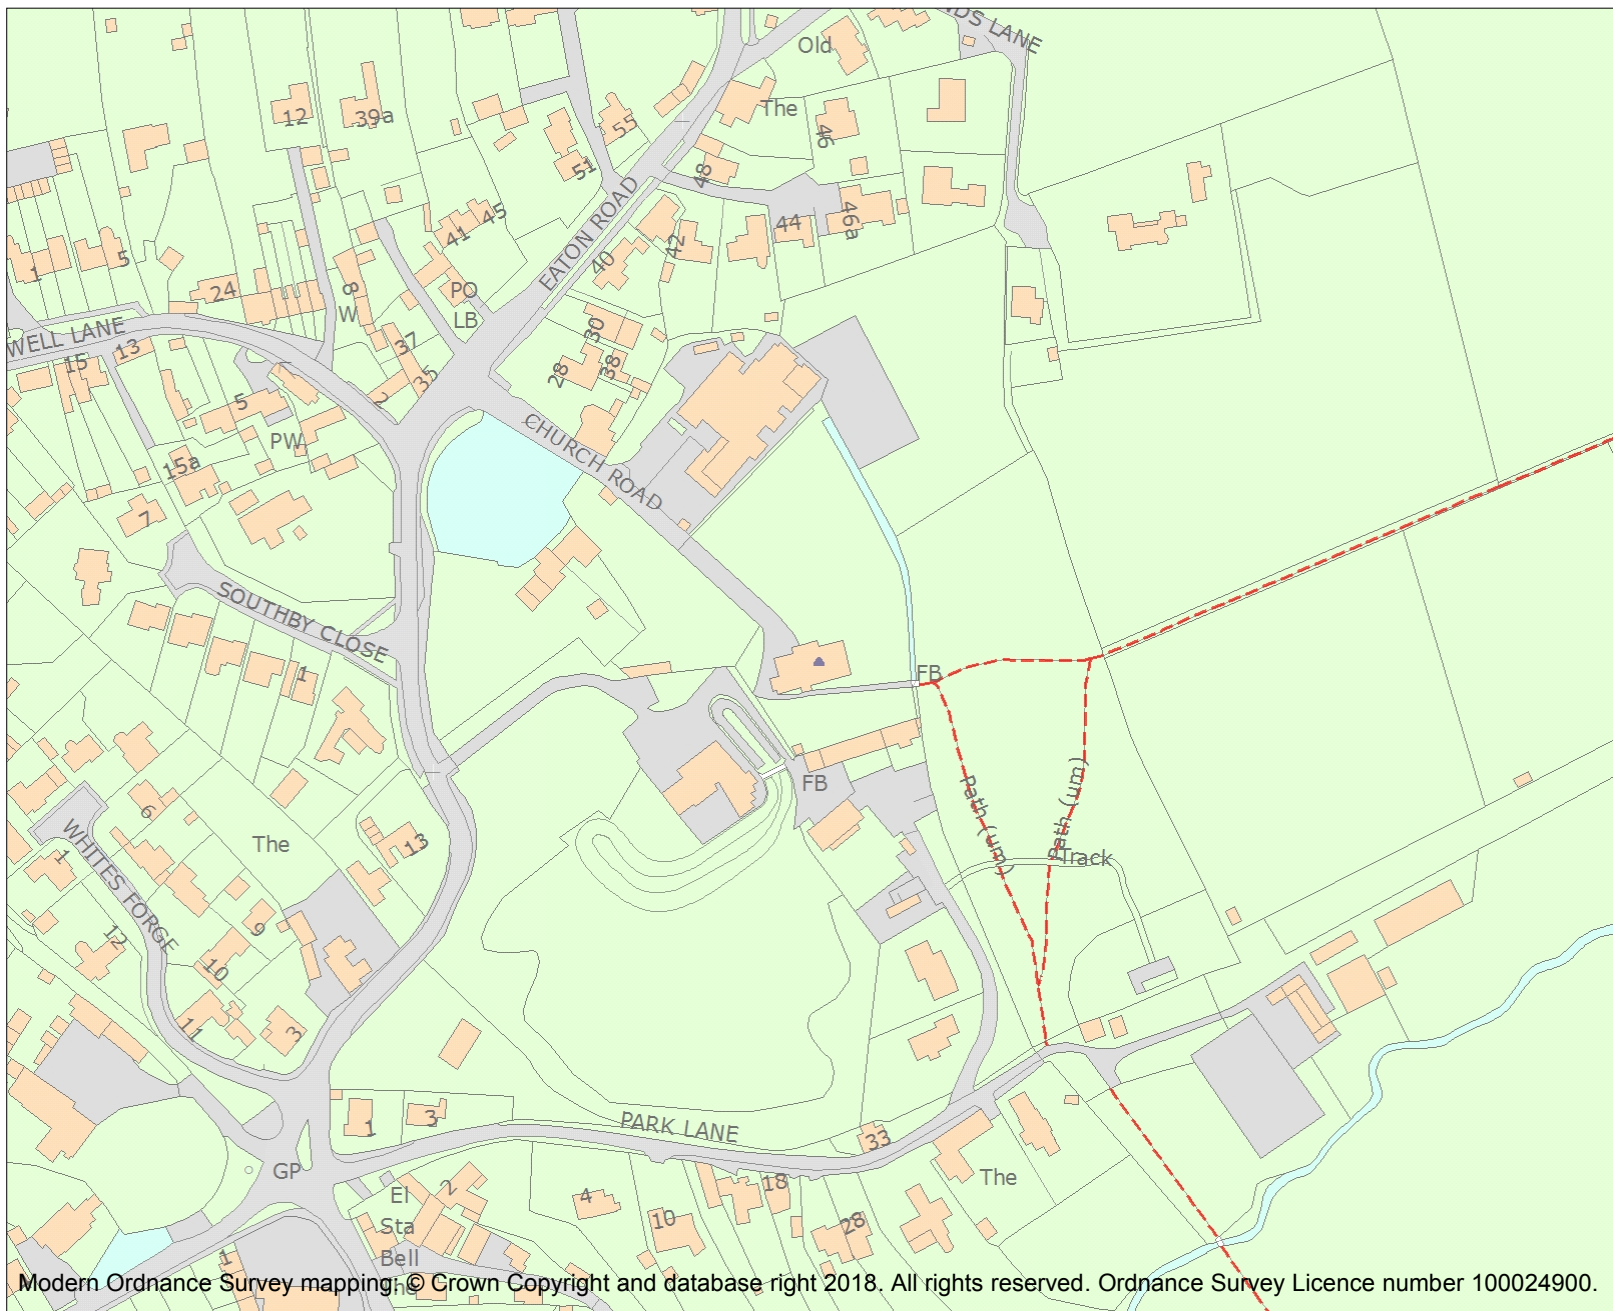 NDS LANE
Old
The
12
39a
55
46
51
48
EATON ROAD
45
41
44
46a
42
40
5
1
24
8
W
PO
LB
WELL LANE
15
13
37
35
30
28
38
2
5
PW
CHURCH ROAD
15a
7
SOUTHBY CLOSE
1
FB
FB
Path (um)
Path (um)
Track
6
The
13
WHITES FORGE
1
9
12
10
11
3
1
3
PARK LANE
33
GP
The
El
Sta
2
4
18
10
28
Bell
1
Modern Ordnance Survey mapping: © Crown Copyright and database right 2018. All rights reserved. Ordnance Survey Licence number 100024900.